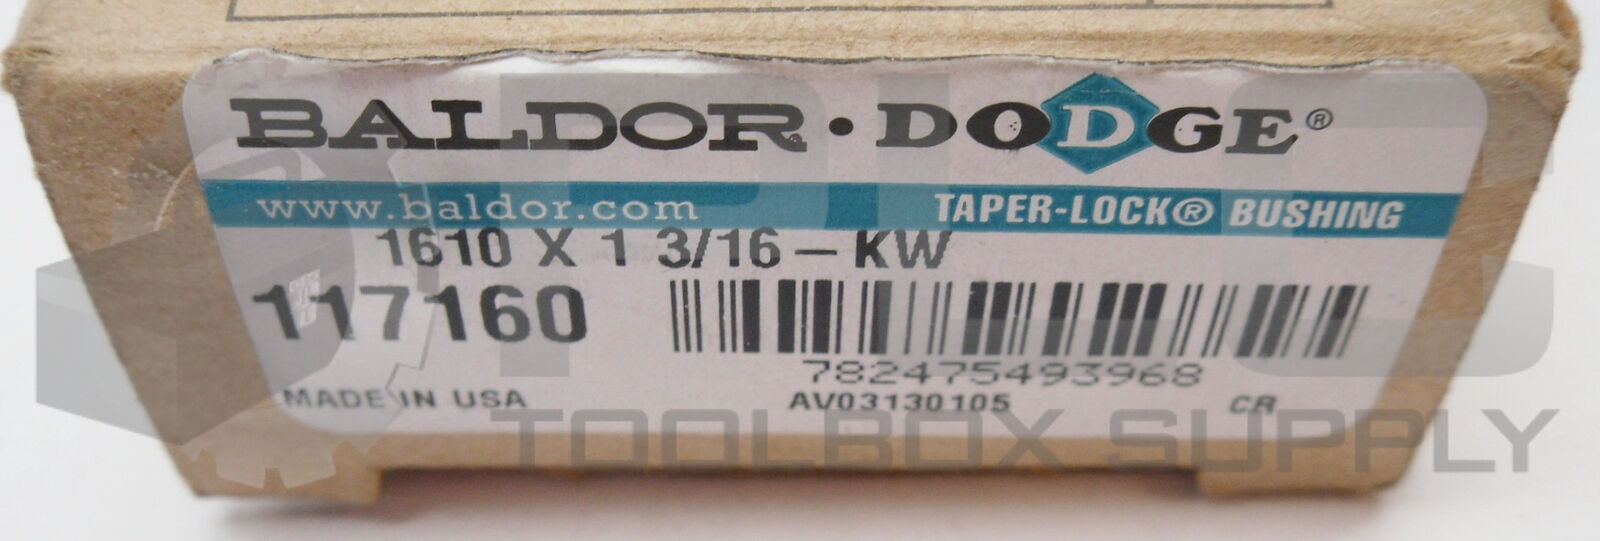 BALDOR · DODGE®
www.baldor.com TAPER-LOCK® BUSHING
1610 X 1 3/16 - KW
117160
782475493968
MADE IN USA AV03130105 CR
PLC
TOOLBOX SUPPLY